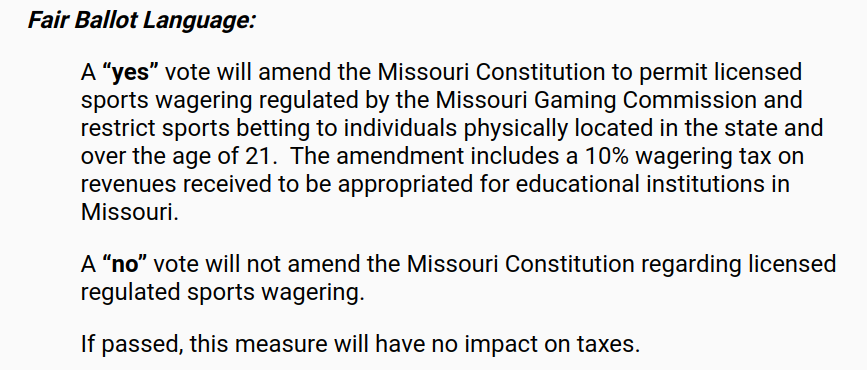 Fair Ballot Language:
A “yes” vote will amend the Missouri Constitution to permit licensed
sports wagering regulated by the Missouri Gaming Commission and
restrict sports betting to individuals physically located in the state and
over the age of 21.  The amendment includes a 10% wagering tax on
revenues received to be appropriated for educational institutions in
Missouri.
A “no” vote will not amend the Missouri Constitution regarding licensed
regulated sports wagering.
If passed, this measure will have no impact on taxes.